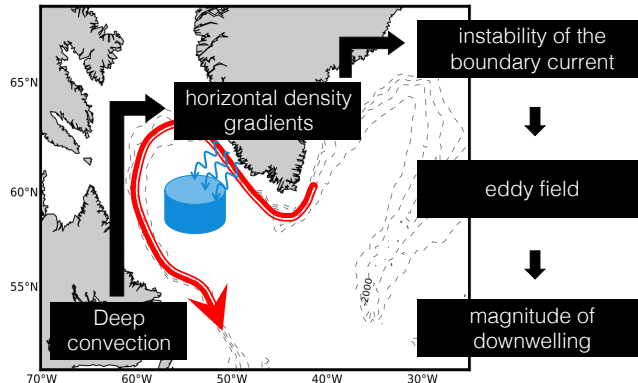 instability of the
boundary current
65°N
horizontal density
gradients
60°N
eddy field
55°N
-2000
Deep
convection
magnitude of
downwelling
70°W
60°W
50°W
40°W
30°W